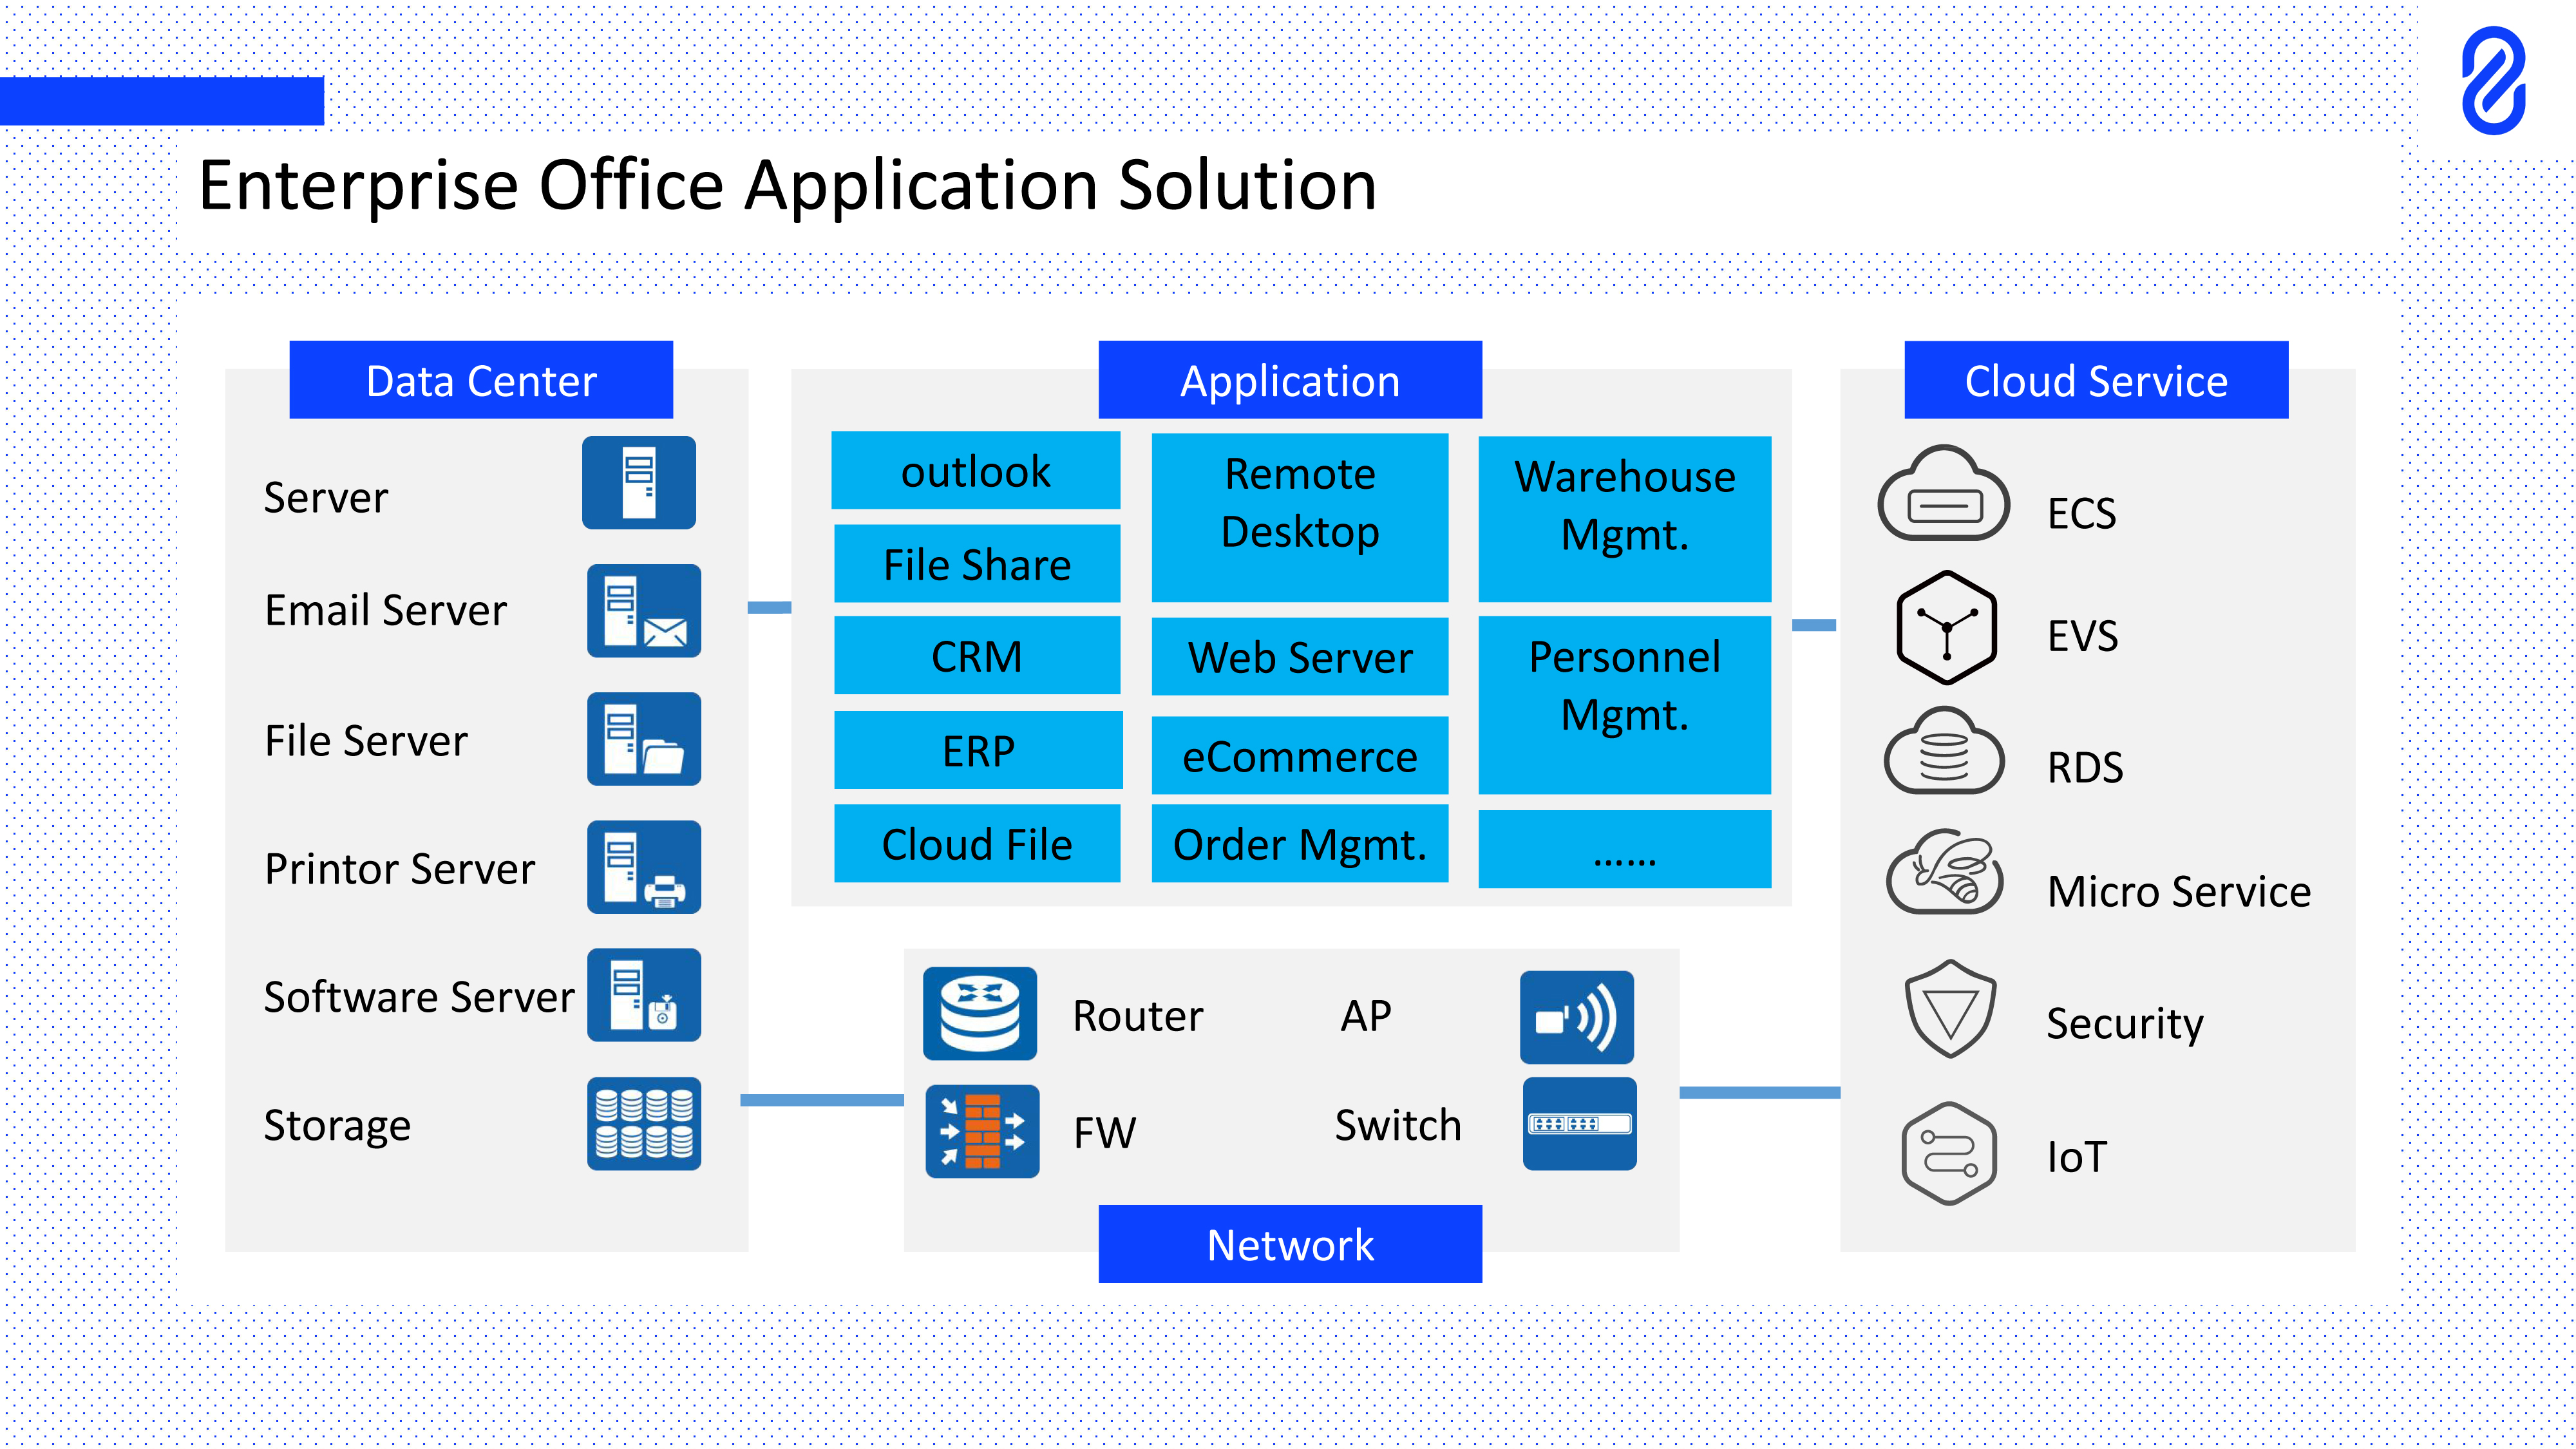 Enterprise Office Application Solution
Data Center
Server
Email Server
File Server
Printor Server
Software Server
Storage
Application
outlook
File Share
CRM
ERP
Cloud File
Remote
Desktop
Web Server
eCommerce
Order Mgmt.
Warehouse
Mgmt.
Personnel
Mgmt.
......
Router
AP
FW
Switch
Network
Cloud Service
ECS
EVS
RDS
Micro Service
Security
IoT